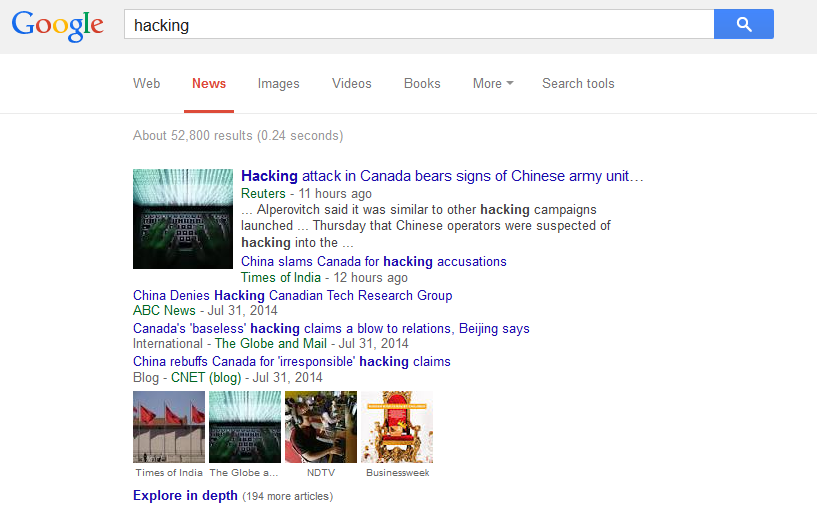 Google hacking
Web News Images Videos Books More Search tools
About 52,800 results (0.24 seconds)
Hacking attack in Canada bears signs of Chinese army unit...
Reuters - 11 hours ago
... Alperovitch said it was similar to other hacking campaigns
launched ... Thursday that Chinese operators were suspected of
hacking into the ...
China slams Canada for hacking accusations
Times of India - 12 hours ago
China Denies Hacking Canadian Tech Research Group
ABC News - Jul 31, 2014
Canada's 'baseless' hacking claims a blow to relations, Beijing says
International - The Globe and Mail - Jul 31, 2014
China rebuffs Canada for 'irresponsible' hacking claims
Blog - CNET (blog) - Jul 31, 2014
Times of India The Globe a... NDTV Businessweek
Explore in depth (194 more articles)